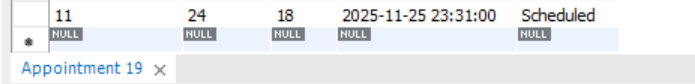 11 24 18 2025-11-25 23:31:00 Scheduled
NULL NULL NULL NULL NULL
Appointment 19